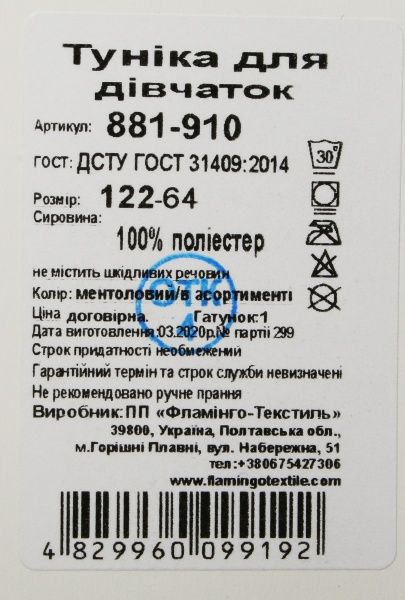 Туніка для
дівчаток
Артикул: 881-910
ГОСТ: ДСТУ ГОСТ 31409:2014
30°
Розмір: 122-64
Сировина:
100% поліестер
не містить шкідливих речовин
Колір: ментоловий/в асортименті
Ціна договірна. Гатунок:1
Дата виготовлення:03.2020р.№ партії 299
Строк придатності необмежений
Гарантійний термін та строк служби невизначені
Не рекомендовано ручне прання
Виробник:ПП «Фламінго-Текстиль»
39800, Україна, Полтавська обл.,
м.Горішні Плавні, вул. Набережна, 51
тел:+380675427306
www.flamingotextile.com
4 829960 099192
СТК
4